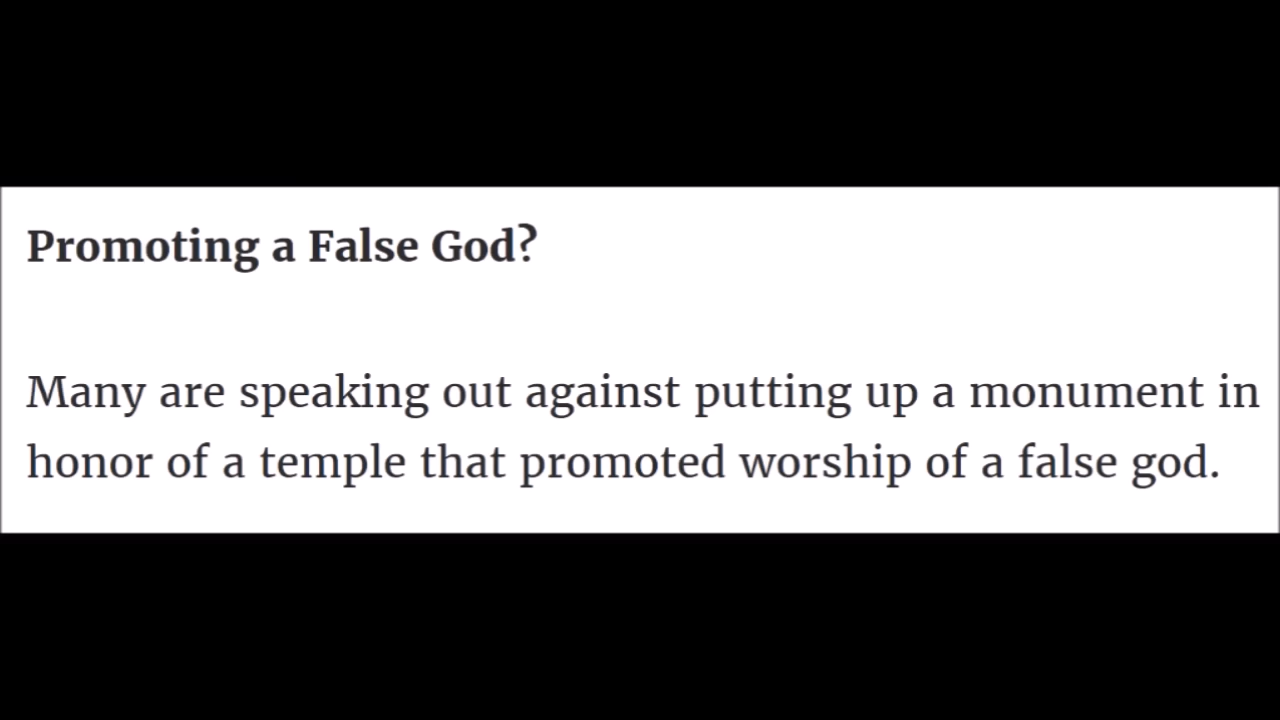 Promoting a False God?
Many are speaking out against putting up a monument in
honor of a temple that promoted worship of a false god.